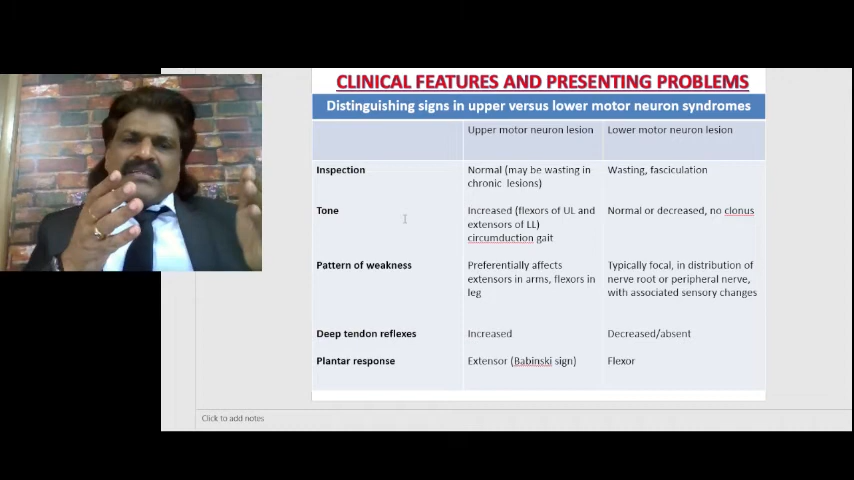 CLINICAL FEATURES AND PRESENTING PROBLEMS
Distinguishing signs in upper versus lower motor neuron syndromes
Upper motor neuron lesion
Lower motor neuron lesion
Inspection
Normal (may be wasting in
chronic lesions)
Wasting, fasciculation
Tone
Increased (flexors of UL and
extensors of LL)
circumduction gait
Normal or decreased, no clonus
Pattern of weakness
Preferentially affects
extensors in arms, flexors in
leg
Typically focal, in distribution of
nerve root or peripheral nerve,
with associated sensory changes
Deep tendon reflexes
Increased
Decreased/absent
Plantar response
Extensor (Babinski sign)
Flexor
Click to add notes